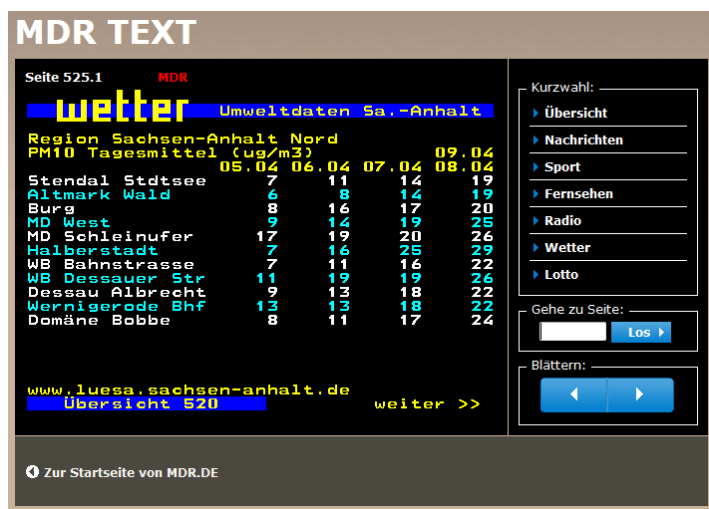 MDR TEXT
Seite 525.1 MDR
wetter Umweltdaten Sa.-Anhalt
Region Sachsen-Anhalt Nord
PM10 Tagesmittel (ug/m3) 09.04
05.04 06.04 07.04 08.04
Stendal Stdtsee 7 11 14 19
Altmark Wald 6 8 14 19
Burg 8 16 17 20
MD West 9 14 19 25
MD Schleinufer 17 19 20 26
Halberstadt 7 16 25 29
WB Bahnstrasse 7 11 16 22
WB Dessauer Str 11 19 19 26
Dessau Albrecht 9 13 18 22
Wernigerode Bhf 13 13 18 22
Domäne Bobbe 8 11 17 24
www.luesa.sachsen-anhalt.de
Übersicht 520 weiter >>
Kurzwahl:
Übersicht
Nachrichten
Sport
Fernsehen
Radio
Wetter
Lotto
Gehe zu Seite:
Los
Blättern:
Zur Startseite von MDR.DE